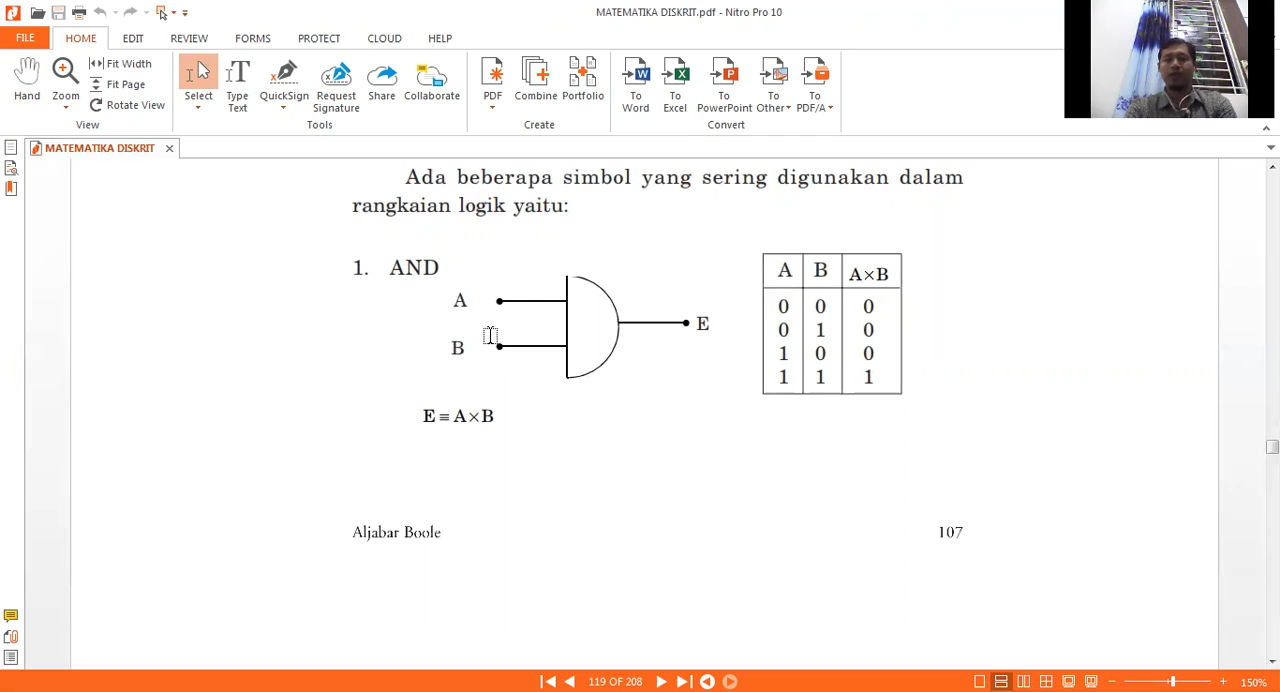 MATEMATIKA DISKRIT.pdf - Nitro Pro 10
FILE HOME EDIT REVIEW FORMS PROTECT CLOUD HELP
Hand
Zoom
Fit Width
Fit Page
Rotate View
View
Select
Type Text
QuickSign
Request Signature
Share
Collaborate
Tools
PDF
Combine
Portfolio
Create
To Word
To Excel
To PowerPoint
To Other
To PDF/A
Convert
MATEMATIKA DISKRIT
Ada beberapa simbol yang sering digunakan dalam
rangkaian logik yaitu:
1. AND
A
B
E
E ≡ A×B
A B A×B
0 0 0
0 1 0
1 0 0
1 1 1
Aljabar Boole 107
119 OF 208
150%